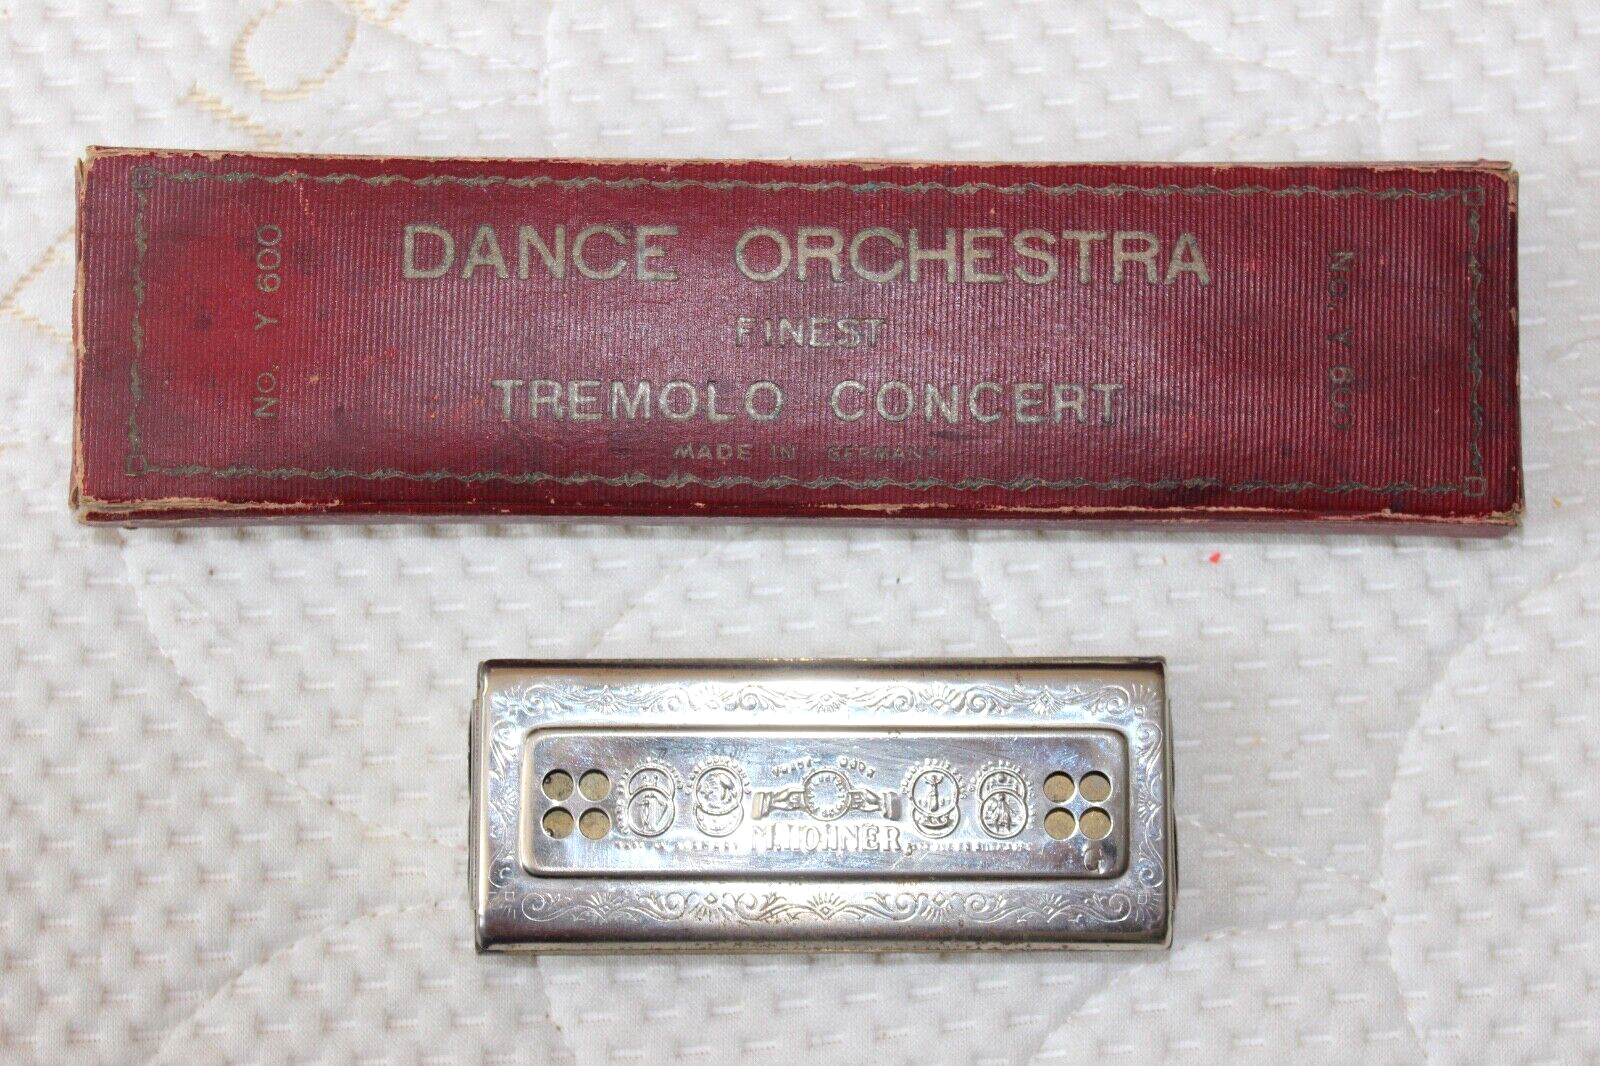 DANCE ORCHESTRA
FINEST
TREMOLO CONCERT
MADE IN GERMANY
NO. Y 600
NO. Y 600
M. HOHNER
C